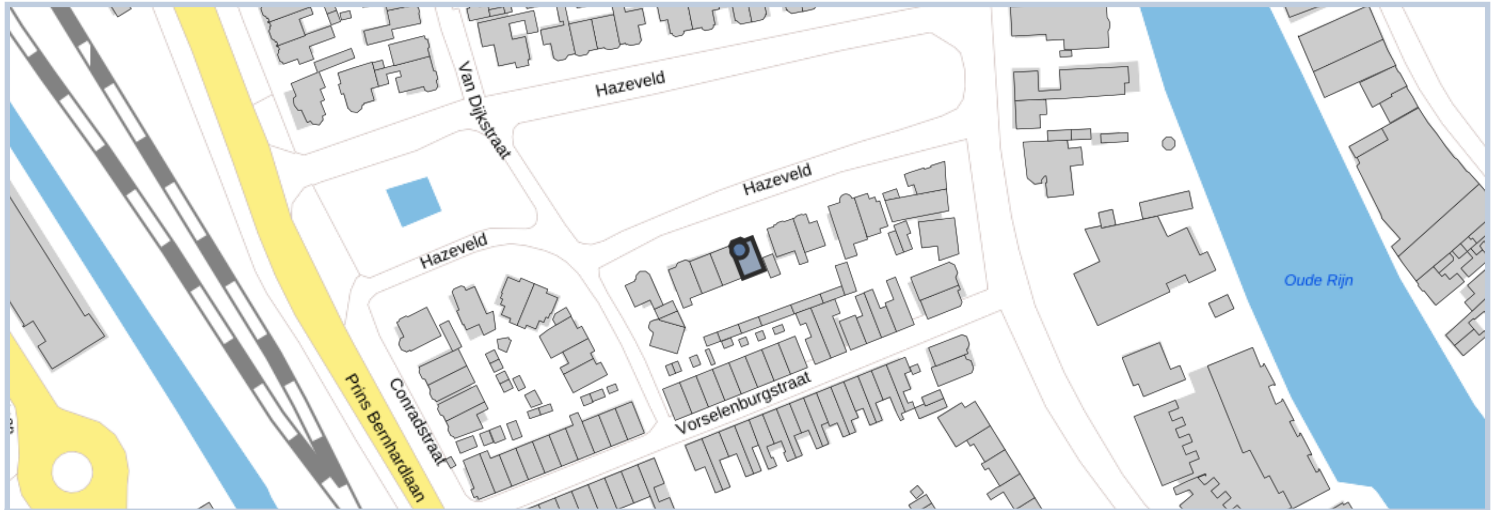 Hazeveld
Van Dijkstraat
Hazeveld
Hazeveld
Oude Rijn
Prins Bernhardlaan
Conradstraat
Vorselenburgstraat